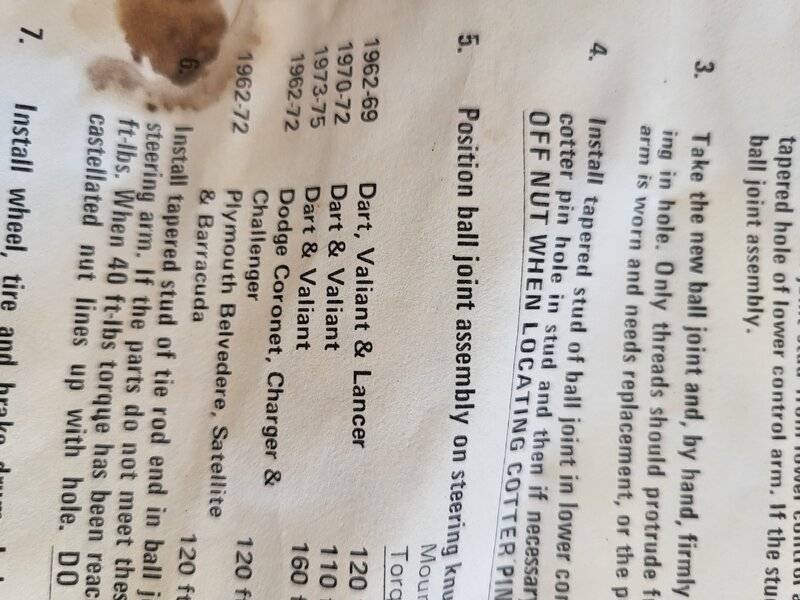 tapered hole of lower control arm. If the stu
ball joint assembly.
3. Take the new ball joint and, by hand, firmly
ing in hole. Only threads should protrude f
arm is worn and needs replacement, or the p
4. Install tapered stud of ball joint in lower co
cotter pin hole in stud and then if necessar
OFF NUT WHEN LOCATING COTTER PIN
5. Position ball joint assembly on steering knu
Moun
Torq
1962-69 Dart, Valiant & Lancer 120
1970-72 Dart & Valiant 110 f
1973-75 Dart & Valiant 160 f
1962-72 Dodge Coronet, Charger &
Challenger 120 f
1962-72 Plymouth Belvedere, Satellite
& Barracuda 120 ft
6. Install tapered stud of tie rod end in ball j
steering arm. If the parts do not meet thes
ft-lbs. When 40 ft-lbs torque has been reac
castellated nut lines up with hole. DO
7. Install wheel, tire and brake drum